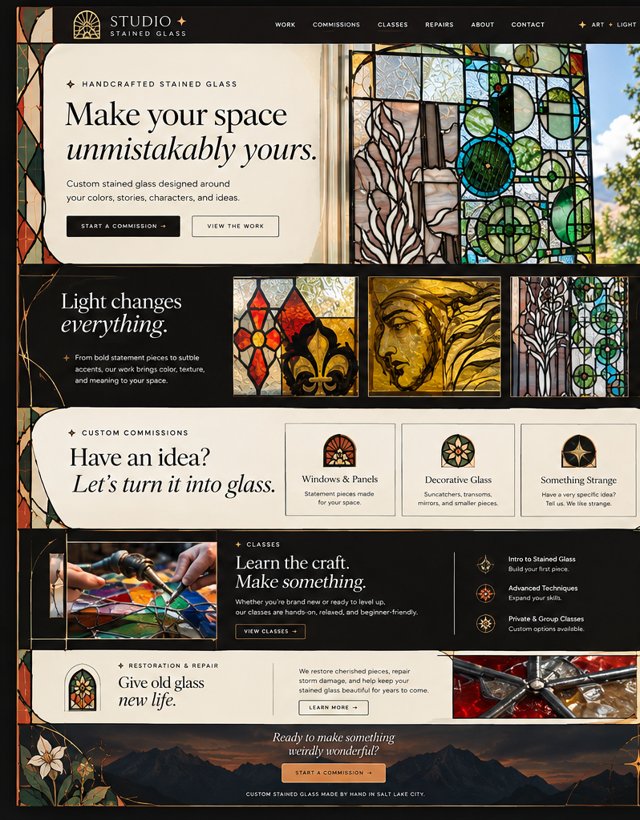 STUDIO
STAINED GLASS
WORK COMMISSIONS CLASSES REPAIRS ABOUT CONTACT
ART LIGHT
HANDCRAFTED STAINED GLASS
Make your space
unmistakably yours.
Custom stained glass designed around
your colors, stories, characters, and ideas.
START A COMMISSION →
VIEW THE WORK
Light changes
everything.
From bold statement pieces to subtle
accents, our work brings color, texture,
and meaning to your space.
CUSTOM COMMISSIONS
Have an idea?
Let's turn it into glass.
Windows & Panels
Statement pieces made
for your space.
Decorative Glass
Suncatchers, transoms,
mirrors, and smaller pieces.
Something Strange
Have a very specific idea?
Tell us. We like strange.
CLASSES
Learn the craft.
Make something.
Whether you're brand new or ready to level up,
our classes are hands-on, relaxed, and beginner-friendly.
VIEW CLASSES →
Intro to Stained Glass
Build your first piece.
Advanced Techniques
Expand your skills.
Private & Group Classes
Custom options available.
RESTORATION & REPAIR
Give old glass
new life.
We restore cherished pieces, repair
storm damage, and help keep your
stained glass beautiful for years to come.
LEARN MORE →
Ready to make something
weirdly wonderful?
START A COMMISSION →
CUSTOM STAINED GLASS MADE BY HAND IN SALT LAKE CITY.